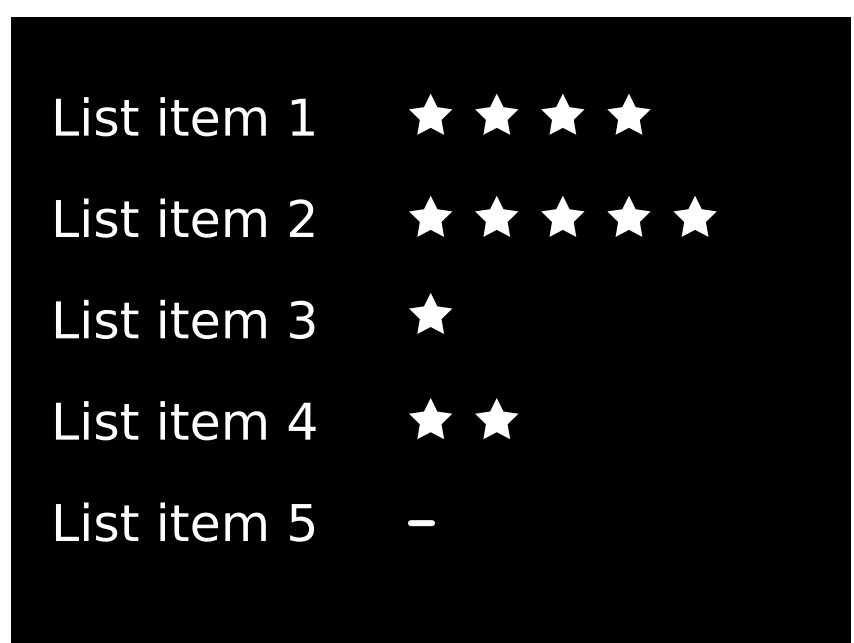 List item 1 ★ ★ ★ ★
List item 2 ★ ★ ★ ★ ★
List item 3 ★
List item 4 ★ ★
List item 5 –